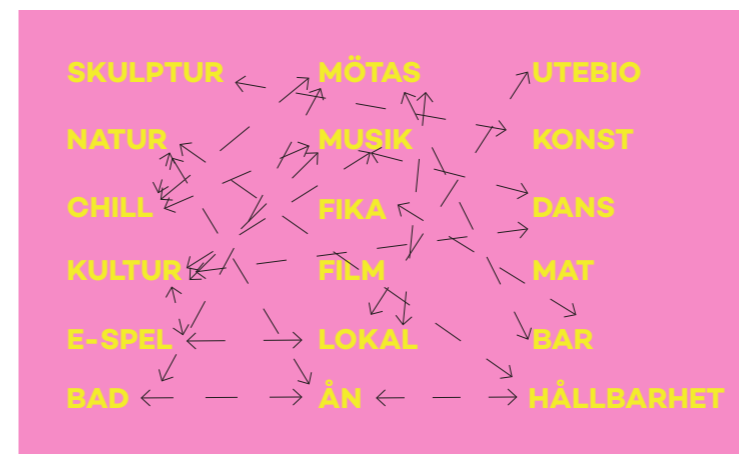 SKULPTUR MÖTAS UTEBIO
NATUR MUSIK KONST
CHILL FIKA DANS
KULTUR FILM MAT
E-SPEL LOKAL BAR
BAD ÅN HÅLLBARHET